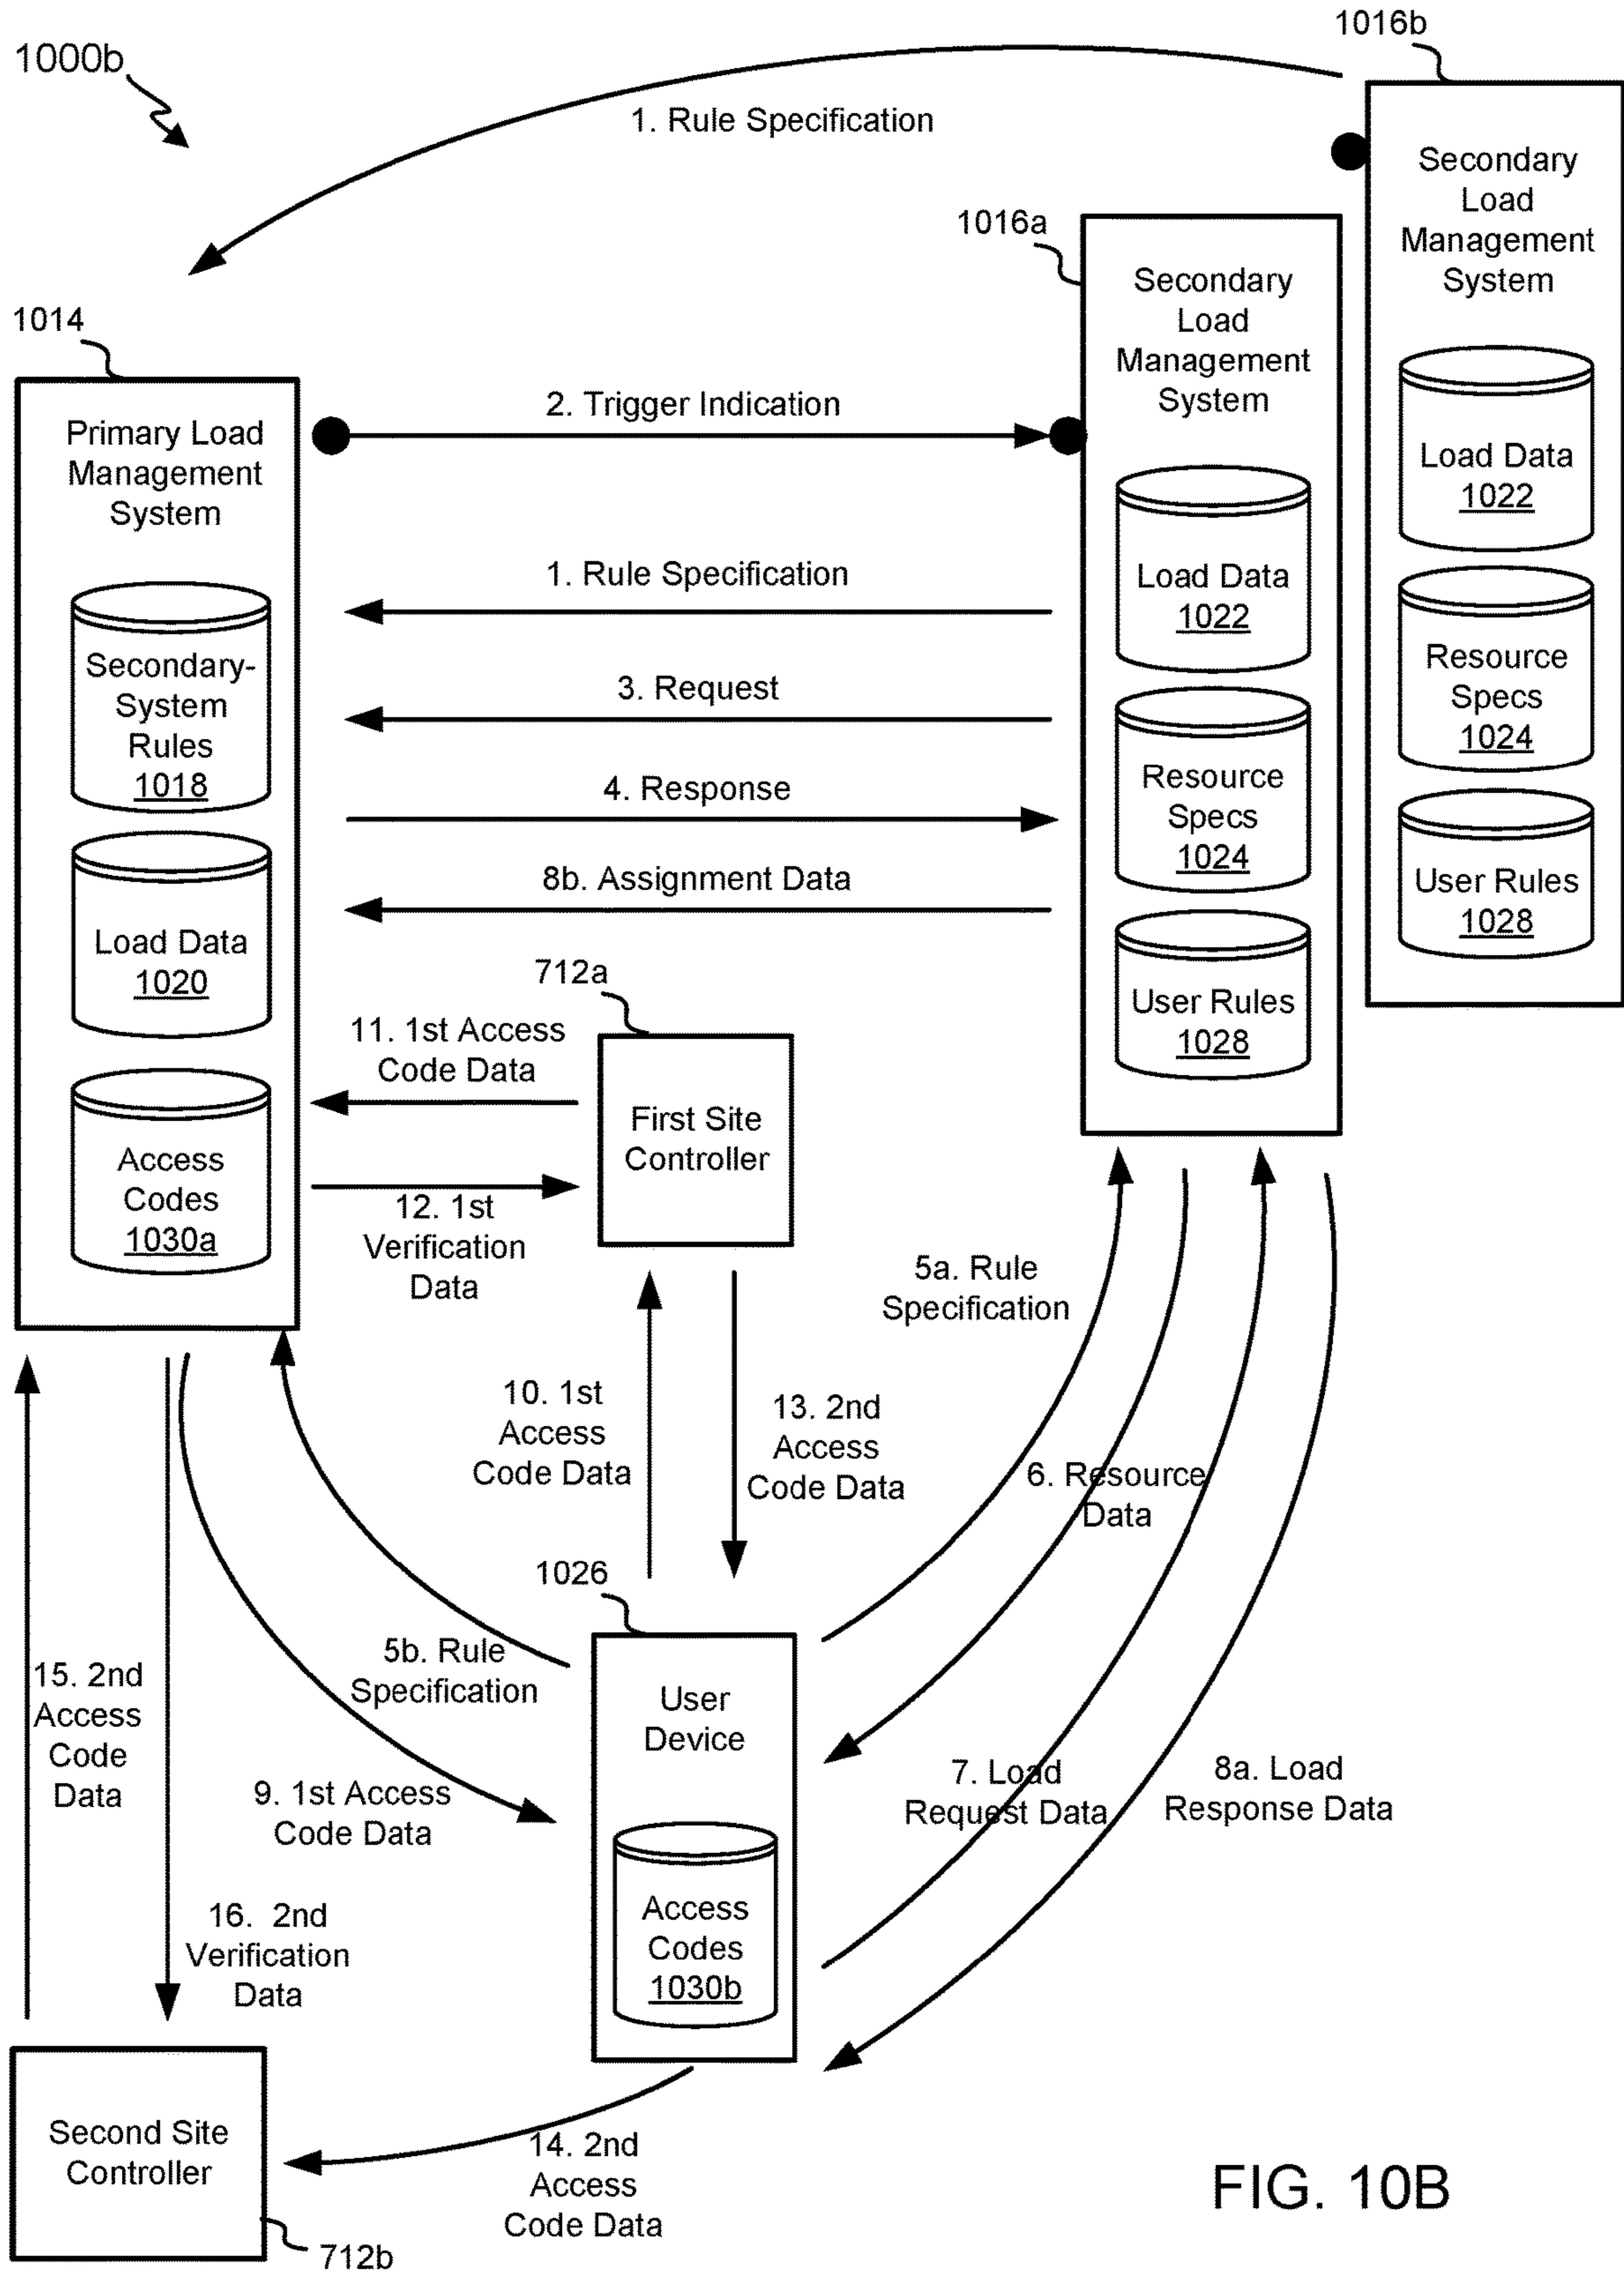 1016b
1000b
1. Rule Specification
Secondary
Load
Management
System
1016a
Secondary
Load
Management
System
1014
Load Data
1022
2. Trigger Indication
Primary Load
Management
System
1. Rule Specification
Load Data
1022
Resource
Specs
1024
Secondary-
System
Rules
1018
3. Request
4. Response
Resource
Specs
1024
User Rules
1028
8b. Assignment Data
Load Data
1020
712a
User Rules
1028
11. 1st Access
Code Data
First Site
Controller
Access
Codes
1030a
12. 1st
Verification
Data
5a. Rule
Specification
10. 1st
Access
Code Data
13. 2nd
Access
Code Data
6. Resource
Data
1026
5b. Rule
Specification
15. 2nd
Access
Code
Data
User
Device
9. 1st Access
Code Data
7. Load
Request Data
8a. Load
Response Data
16. 2nd
Verification
Data
Access
Codes
1030b
Second Site
Controller
14. 2nd
Access
Code Data
712b
FIG. 10B